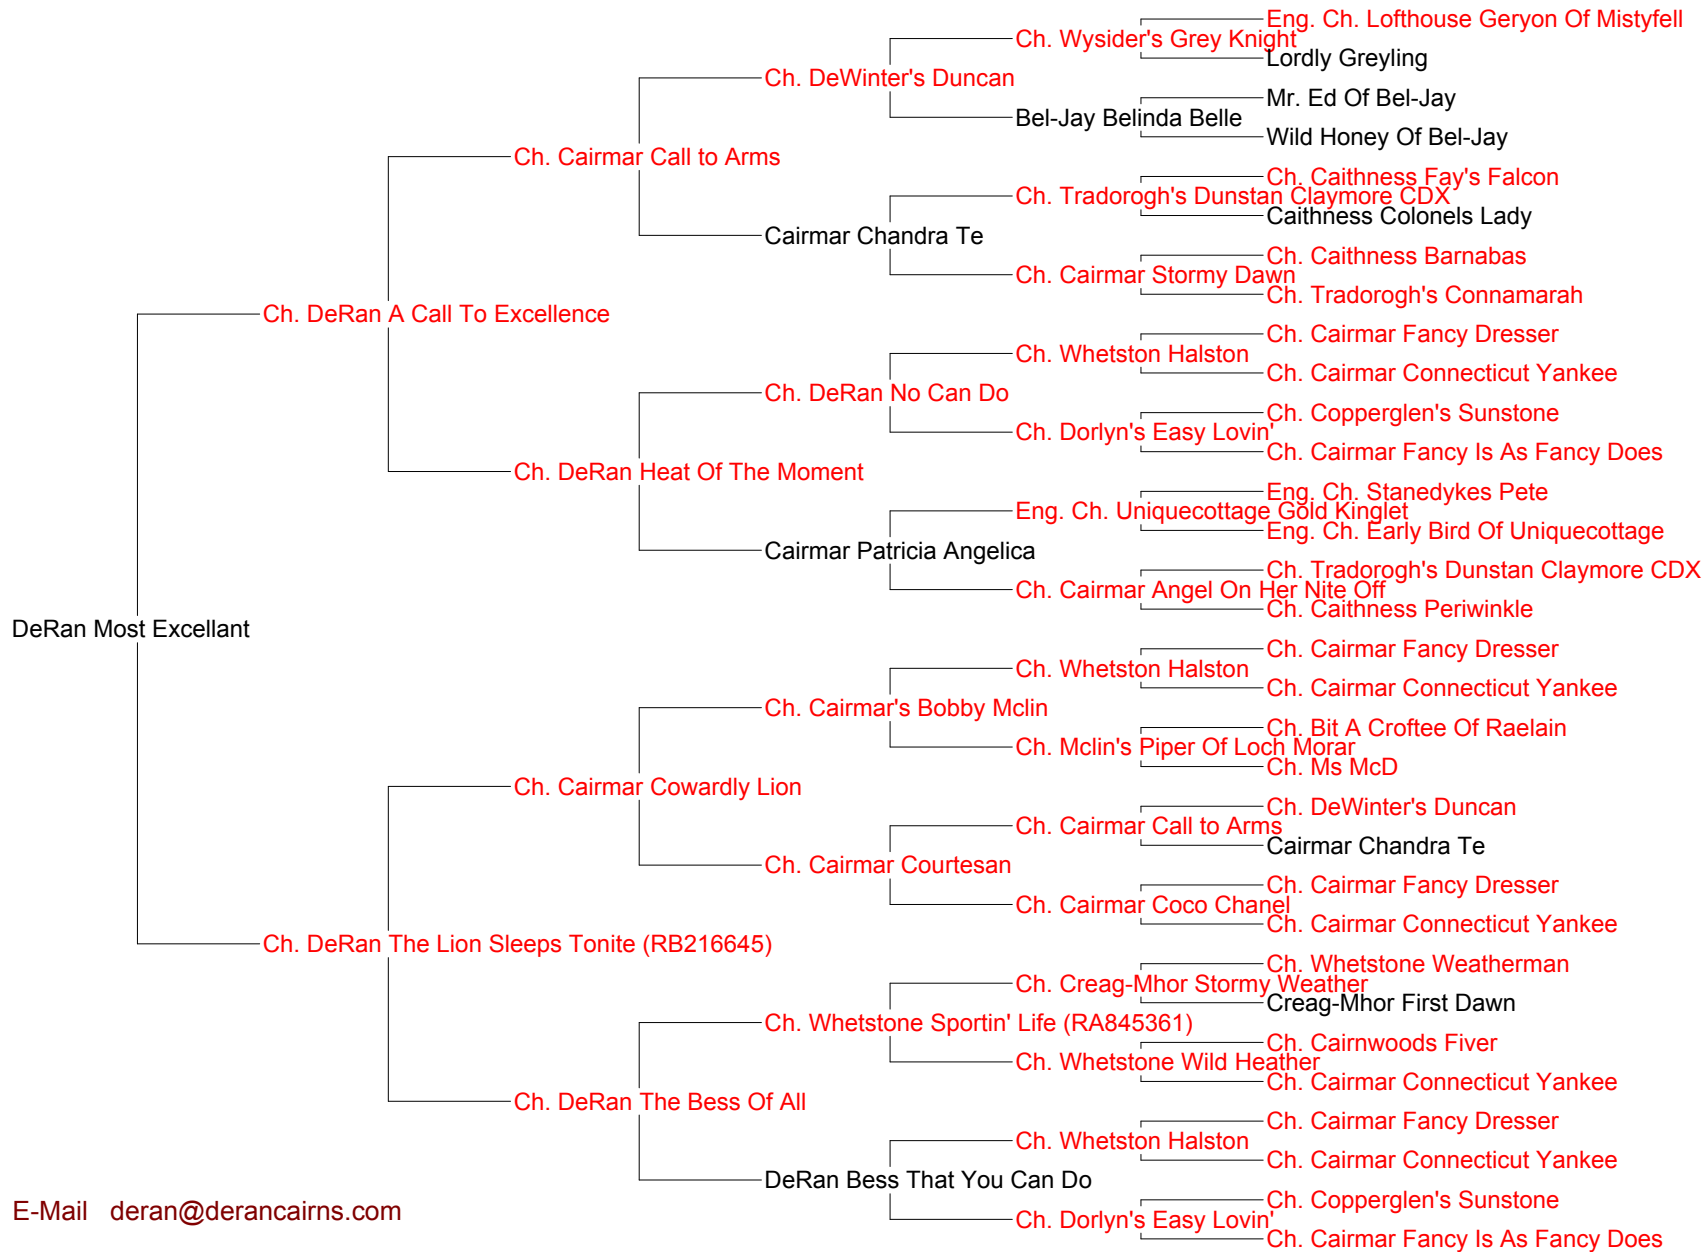 Eng. Ch. Lofthouse Geryon Of Mistyfell
Ch. Wysider's Grey Knight
Lordly Greyling
Ch. DeWinter's Duncan
Mr. Ed Of Bel-Jay
Bel-Jay Belinda Belle
Wild Honey Of Bel-Jay
Ch. Cairmar Call to Arms
Ch. Caithness Fay's Falcon
Ch. Tradorogh's Dunstan Claymore CDX
Caithness Colonels Lady
Cairmar Chandra Te
Ch. Caithness Barnabas
Ch. Cairmar Stormy Dawn
Ch. Tradorogh's Connamarah
Ch. DeRan A Call To Excellence
Ch. Cairmar Fancy Dresser
Ch. Whetston Halston
Ch. Cairmar Connecticut Yankee
Ch. DeRan No Can Do
Ch. Copperglen's Sunstone
Ch. Dorlyn's Easy Lovin'
Ch. Cairmar Fancy Is As Fancy Does
Ch. DeRan Heat Of The Moment
Eng. Ch. Stanedykes Pete
Eng. Ch. Uniquecottage Gold Kinglet
Eng. Ch. Early Bird Of Uniquecottage
Cairmar Patricia Angelica
Ch. Tradorogh's Dunstan Claymore CDX
Ch. Cairmar Angel On Her Nite Off
Ch. Caithness Periwinkle
DeRan Most Excellant
Ch. Cairmar Fancy Dresser
Ch. Whetston Halston
Ch. Cairmar Connecticut Yankee
Ch. Cairmar's Bobby Mclin
Ch. Bit A Croftee Of Raelain
Ch. Mclin's Piper Of Loch Morar
Ch. Ms McD
Ch. Cairmar Cowardly Lion
Ch. DeWinter's Duncan
Ch. Cairmar Call to Arms
Cairmar Chandra Te
Ch. Cairmar Courtesan
Ch. Cairmar Fancy Dresser
Ch. Cairmar Coco Chanel
Ch. Cairmar Connecticut Yankee
Ch. DeRan The Lion Sleeps Tonite (RB216645)
Ch. Whetstone Weatherman
Ch. Creag-Mhor Stormy Weather
Creag-Mhor First Dawn
Ch. Whetstone Sportin' Life (RA845361)
Ch. Cairnwoods Fiver
Ch. Whetstone Wild Heather
Ch. Cairmar Connecticut Yankee
Ch. DeRan The Bess Of All
Ch. Cairmar Fancy Dresser
Ch. Whetston Halston
Ch. Cairmar Connecticut Yankee
DeRan Bess That You Can Do
Ch. Copperglen's Sunstone
Ch. Dorlyn's Easy Lovin'
Ch. Cairmar Fancy Is As Fancy Does
E-Mail deran@derancairns.com